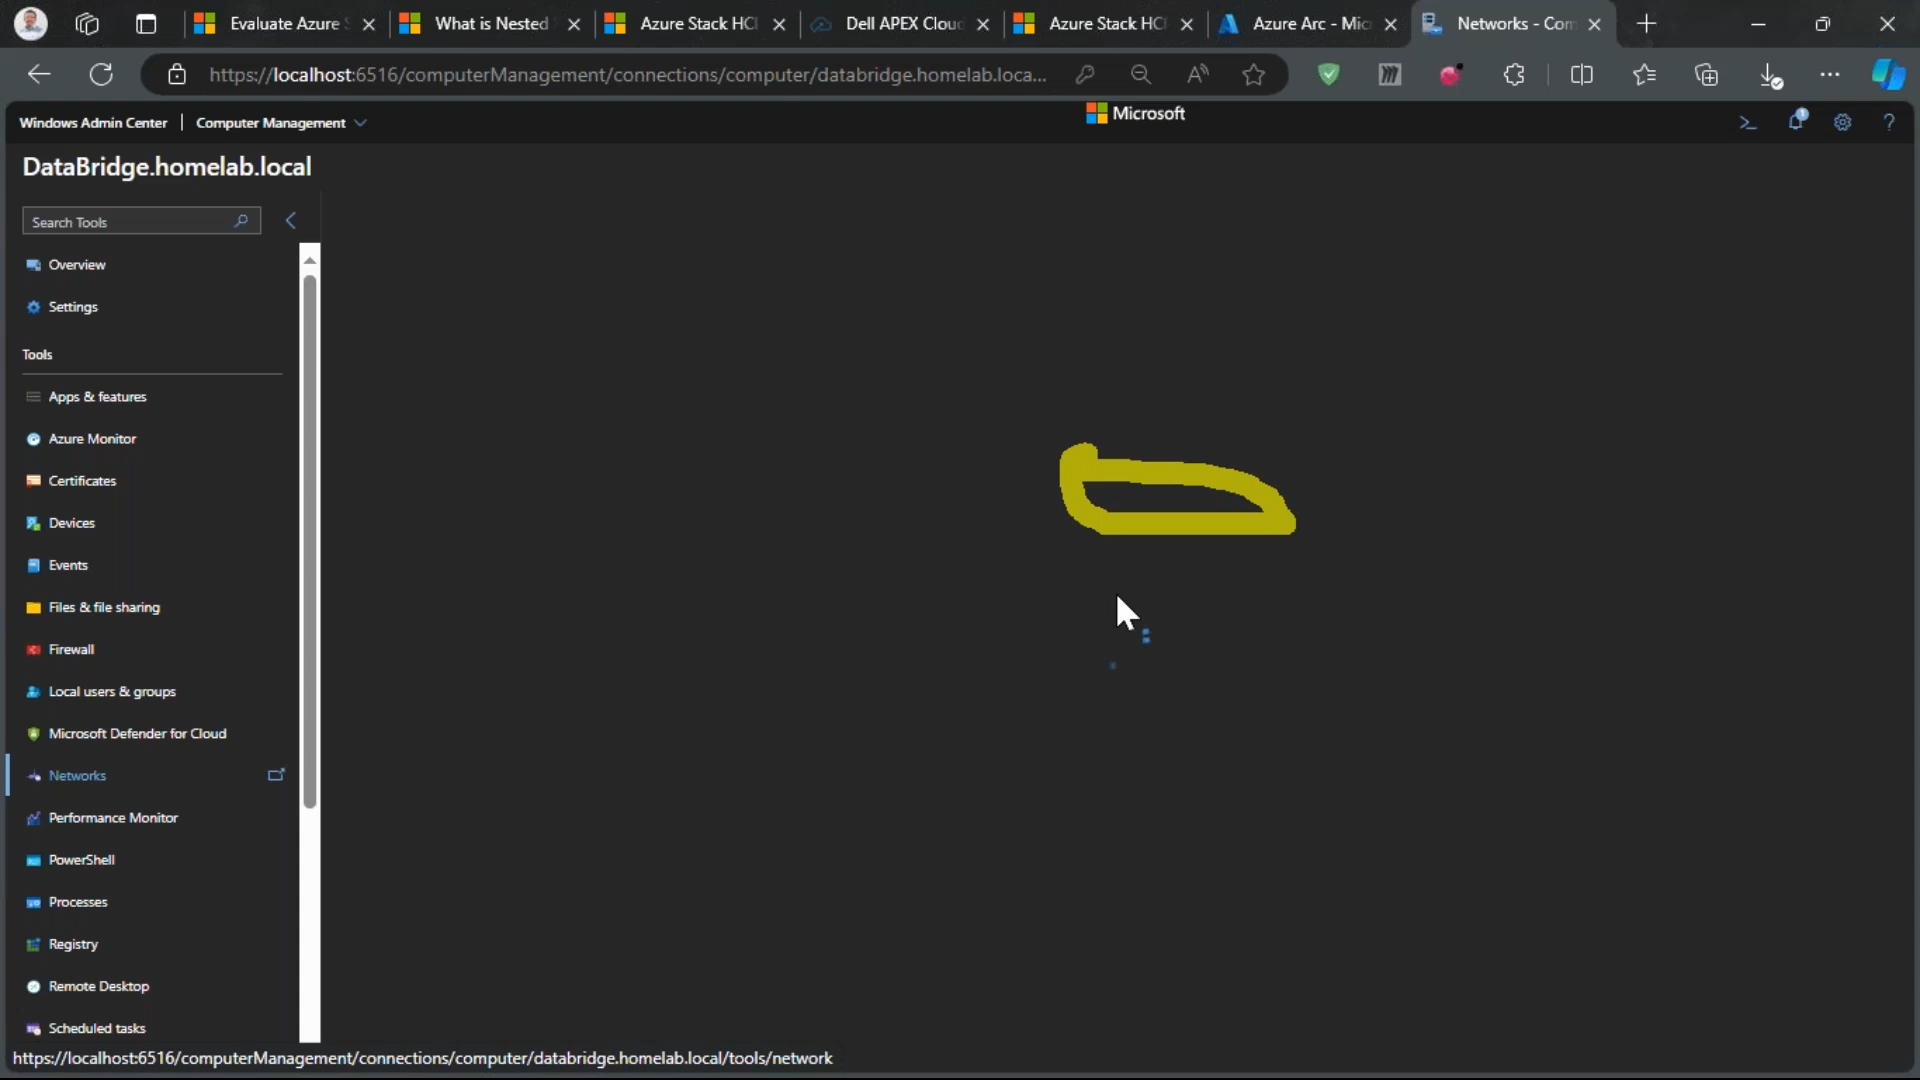 Evaluate Azure S
What is Nested
Azure Stack HCI
Dell APEX Cloud
Azure Stack HCI
Azure Arc - Mic
Networks - Com
https://localhost:6516/computerManagement/connections/computer/databridge.homelab.loca...
Windows Admin Center
Computer Management
Microsoft
DataBridge.homelab.local
Search Tools
Overview
Settings
Tools
Apps & features
Azure Monitor
Certificates
Devices
Events
Files & file sharing
Firewall
Local users & groups
Microsoft Defender for Cloud
Networks
Performance Monitor
PowerShell
Processes
Registry
Remote Desktop
Scheduled tasks
https://localhost:6516/computerManagement/connections/computer/databridge.homelab.local/tools/network